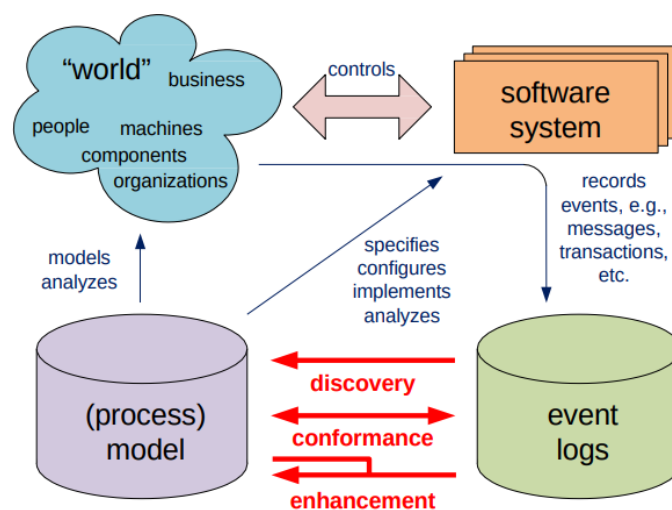 “world”
business
people
machines
components
organizations
controls
software
system
models
analyzes
specifies
configures
implements
analyzes
records
events, e.g.,
messages,
transactions,
etc.
(process)
model
discovery
conformance
enhancement
event
logs